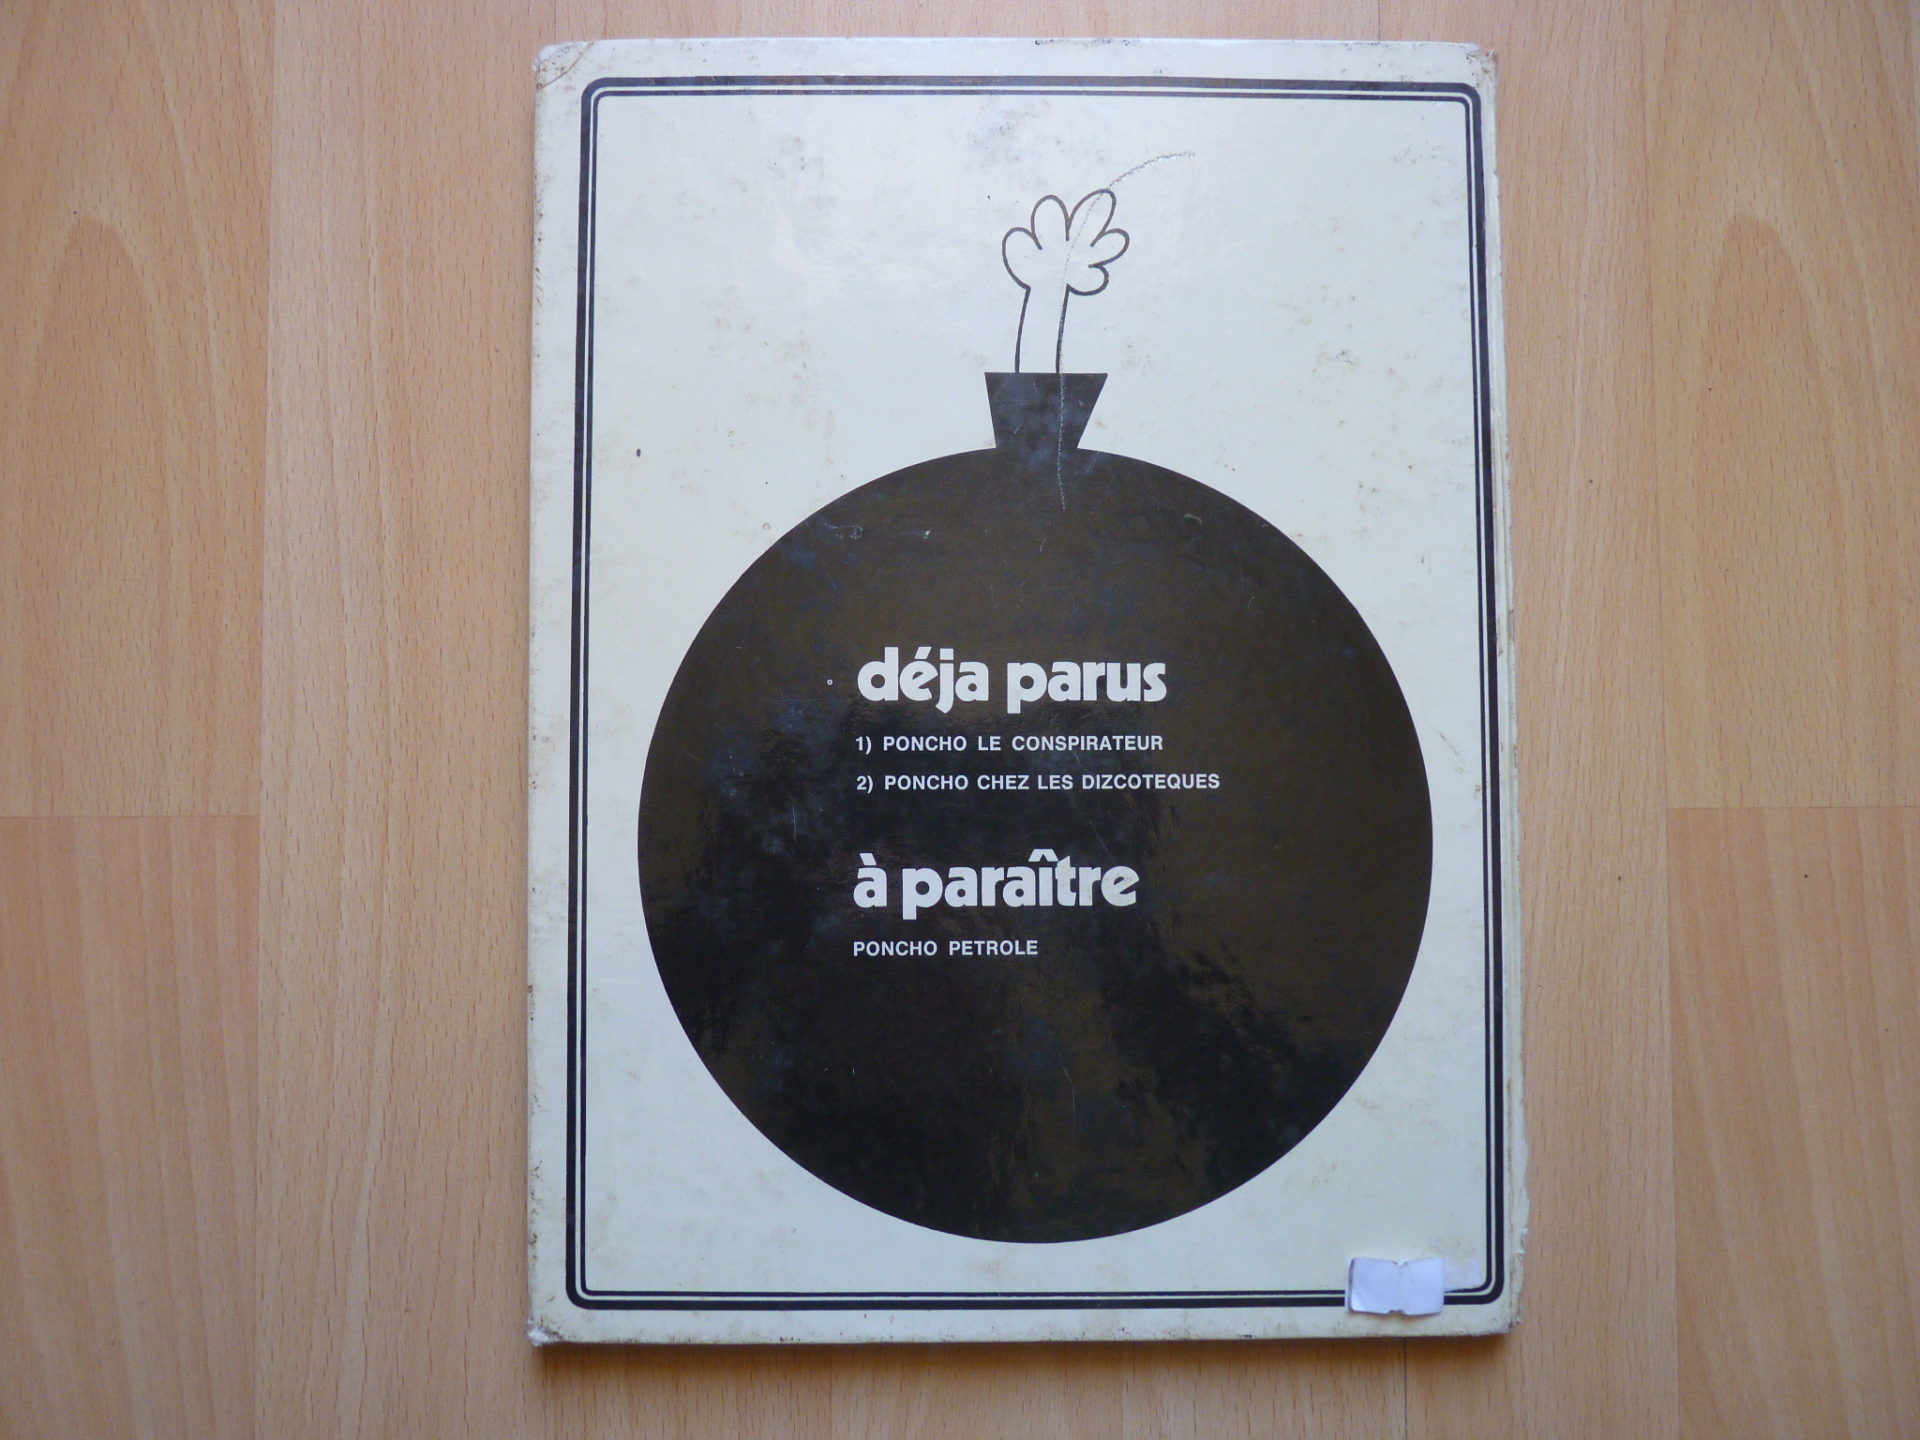 déja parus
1) PONCHO LE CONSPIRATEUR
2) PONCHO CHEZ LES DIZCOTEQUES
à paraître
PONCHO PETROLE